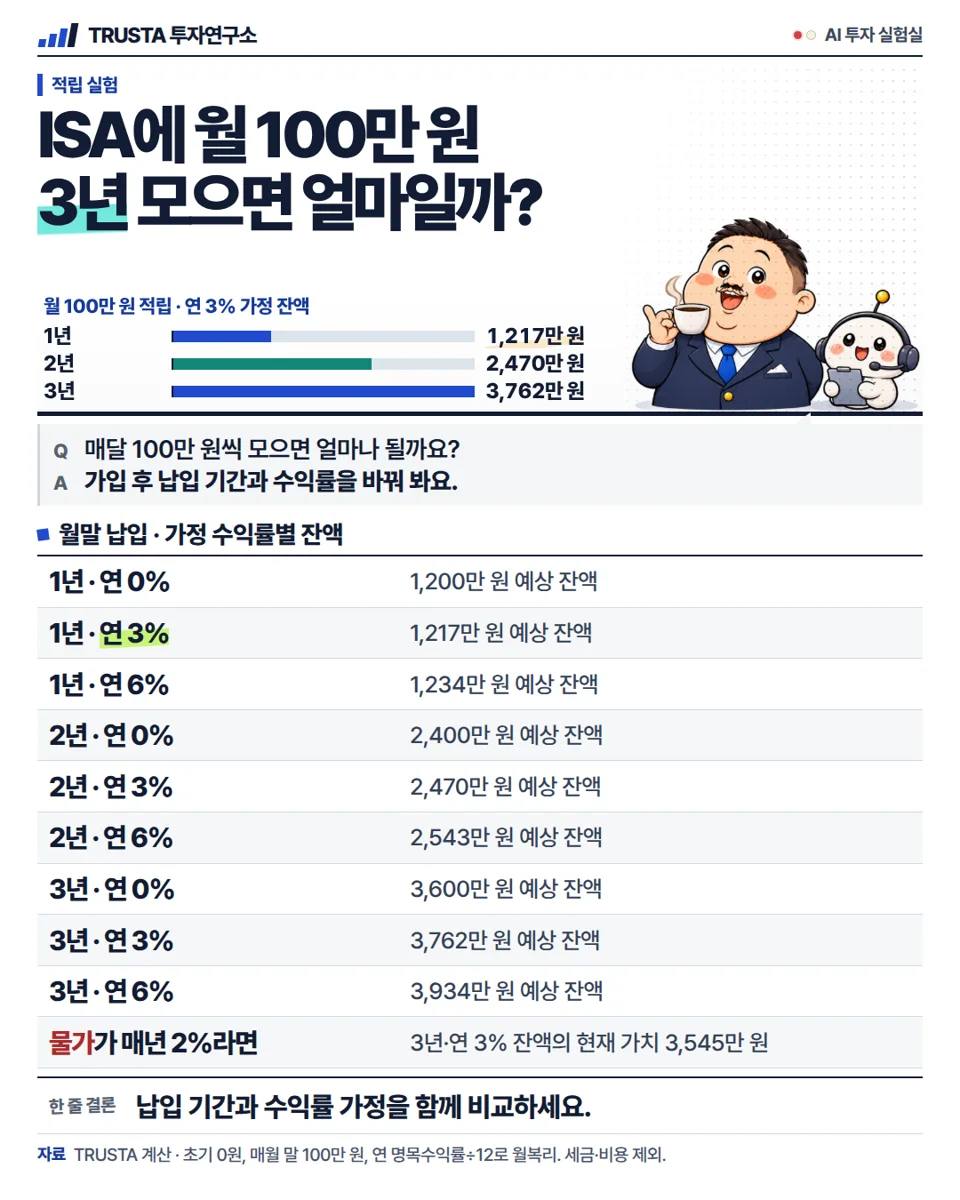 TRUSTA 투자연구소
AI 투자 실험실
적립 실험
ISA에 월 100만 원
3년 모으면 얼마일까?
월 100만 원 적립 · 연 3% 가정 잔액
1년 1,217만 원
2년 2,470만 원
3년 3,762만 원
Q 매달 100만 원씩 모으면 얼마나 될까요?
A 가입 후 납입 기간과 수익률을 바꿔 봐요.
월말 납입 · 가정 수익률별 잔액
1년 · 연 0% 1,200만 원 예상 잔액
1년 · 연 3% 1,217만 원 예상 잔액
1년 · 연 6% 1,234만 원 예상 잔액
2년 · 연 0% 2,400만 원 예상 잔액
2년 · 연 3% 2,470만 원 예상 잔액
2년 · 연 6% 2,543만 원 예상 잔액
3년 · 연 0% 3,600만 원 예상 잔액
3년 · 연 3% 3,762만 원 예상 잔액
3년 · 연 6% 3,934만 원 예상 잔액
물가가 매년 2%라면 3년·연 3% 잔액의 현재 가치 3,545만 원
한 줄 결론 납입 기간과 수익률 가정을 함께 비교하세요.
자료 TRUSTA 계산 · 초기 0원, 매월 말 100만 원, 연 명목수익률÷12로 월복리. 세금·비용 제외.